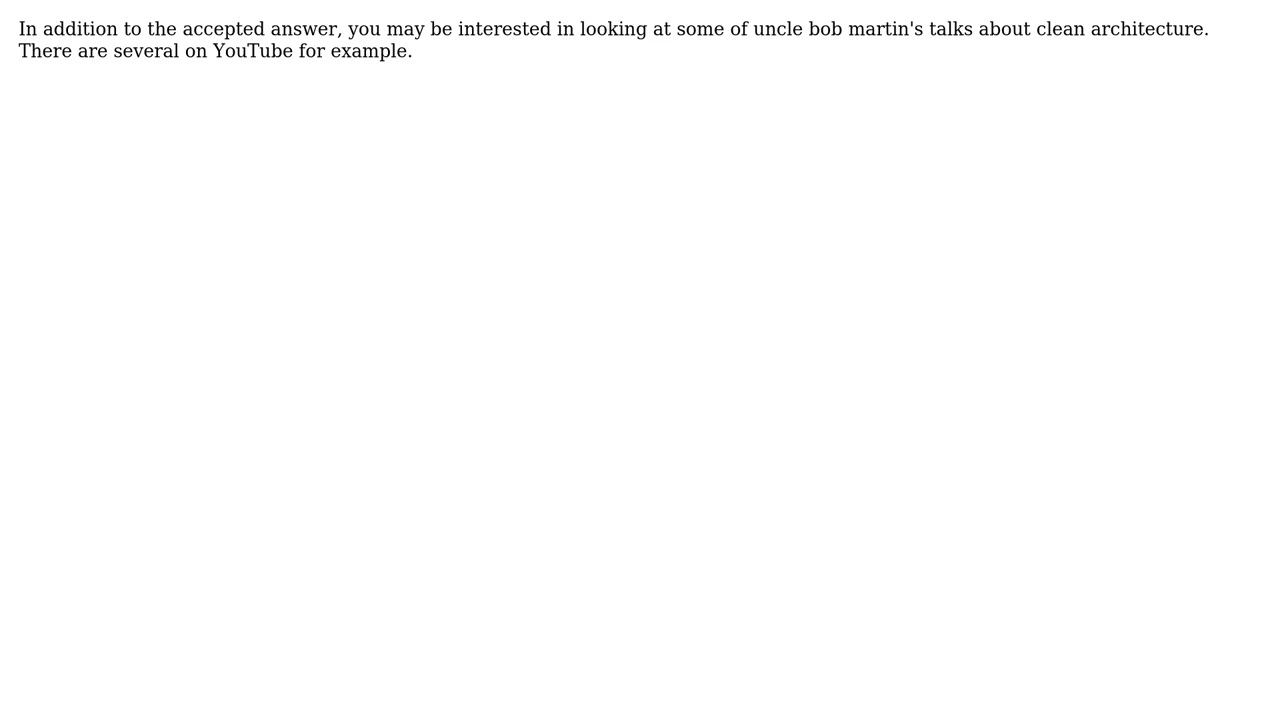 In addition to the accepted answer, you may be interested in looking at some of uncle bob martin's talks about clean architecture.
There are several on YouTube for example.